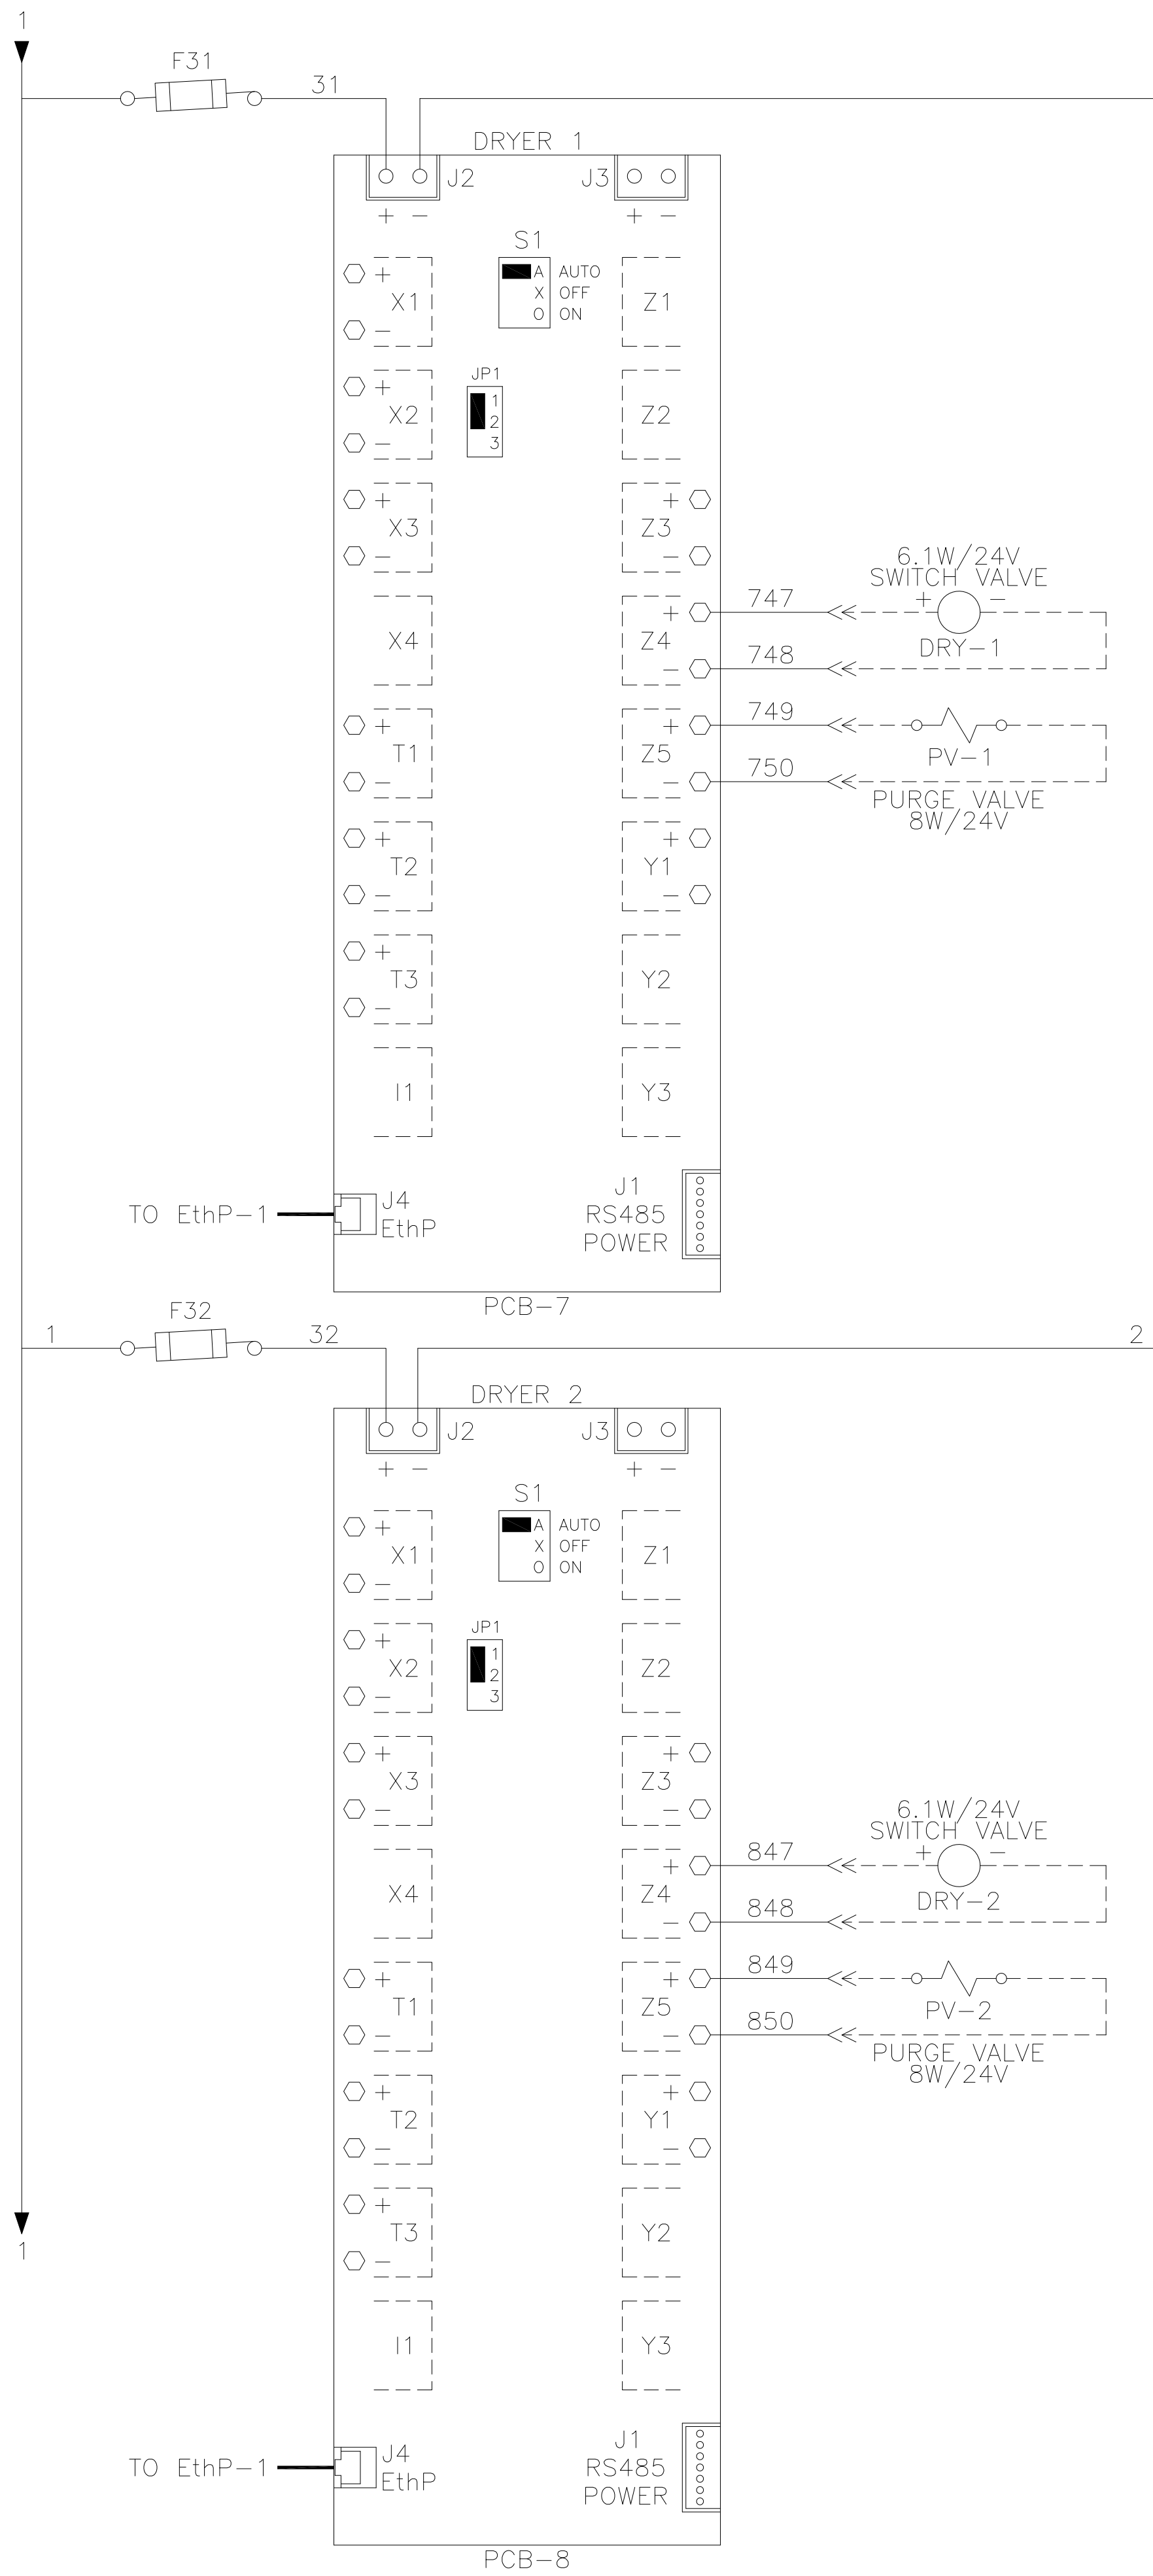 1
F31
31
DRYER 1
J2
J3
+ −
+ −
S1
A AUTO
X OFF
O ON
+
X1
−
Z1
JP1
1
2
3
+
X2
−
Z2
+
X3
−
+
Z3
−
6.1W/24V
SWITCH VALVE
X4
+
Z4
−
747
+ −
DRY−1
748
+
T1
−
+
Z5
−
749
PV−1
750
PURGE VALVE
8W/24V
+
T2
−
+
Y1
−
+
T3
−
Y2
I1
Y3
TO EthP−1
J4
EthP
J1
RS485
POWER
PCB−7
1
F32
32
2
DRYER 2
J2
J3
+ −
+ −
S1
A AUTO
X OFF
O ON
+
X1
−
Z1
JP1
1
2
3
+
X2
−
Z2
+
X3
−
+
Z3
−
6.1W/24V
SWITCH VALVE
X4
+
Z4
−
847
+ −
DRY−2
848
+
T1
−
+
Z5
−
849
PV−2
850
PURGE VALVE
8W/24V
+
T2
−
+
Y1
−
+
T3
−
Y2
1
I1
Y3
TO EthP−1
J4
EthP
J1
RS485
POWER
PCB−8